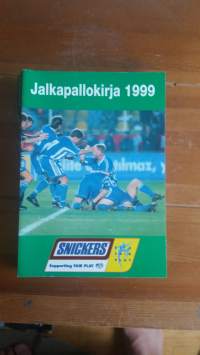 Jalkapallokirja 1999
SNICKERS
Supporting FAIR PLAY